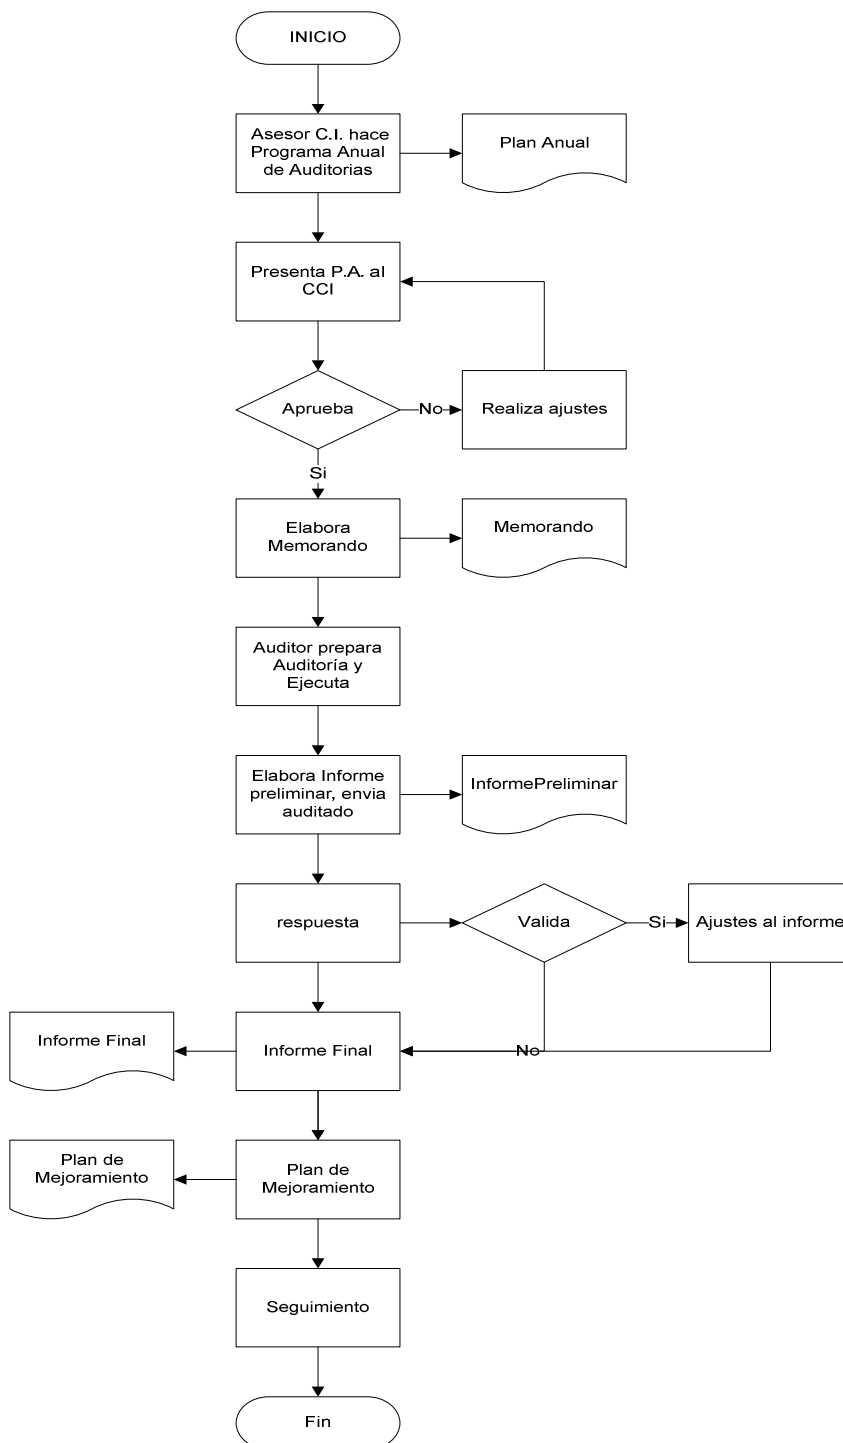 INICIO
Asesor C.I. hace
Programa Anual
de Auditorias
Plan Anual
Presenta P.A. al
CCI
Aprueba
No
Realiza ajustes
Si
Elabora
Memorando
Memorando
Auditor prepara
Auditoría y
Ejecuta
Elabora Informe
preliminar, envia
auditado
InformePreliminar
respuesta
Valida
Si
Ajustes al informe
Informe Final
Informe Final
No
Plan de
Mejoramiento
Plan de
Mejoramiento
Seguimiento
Fin